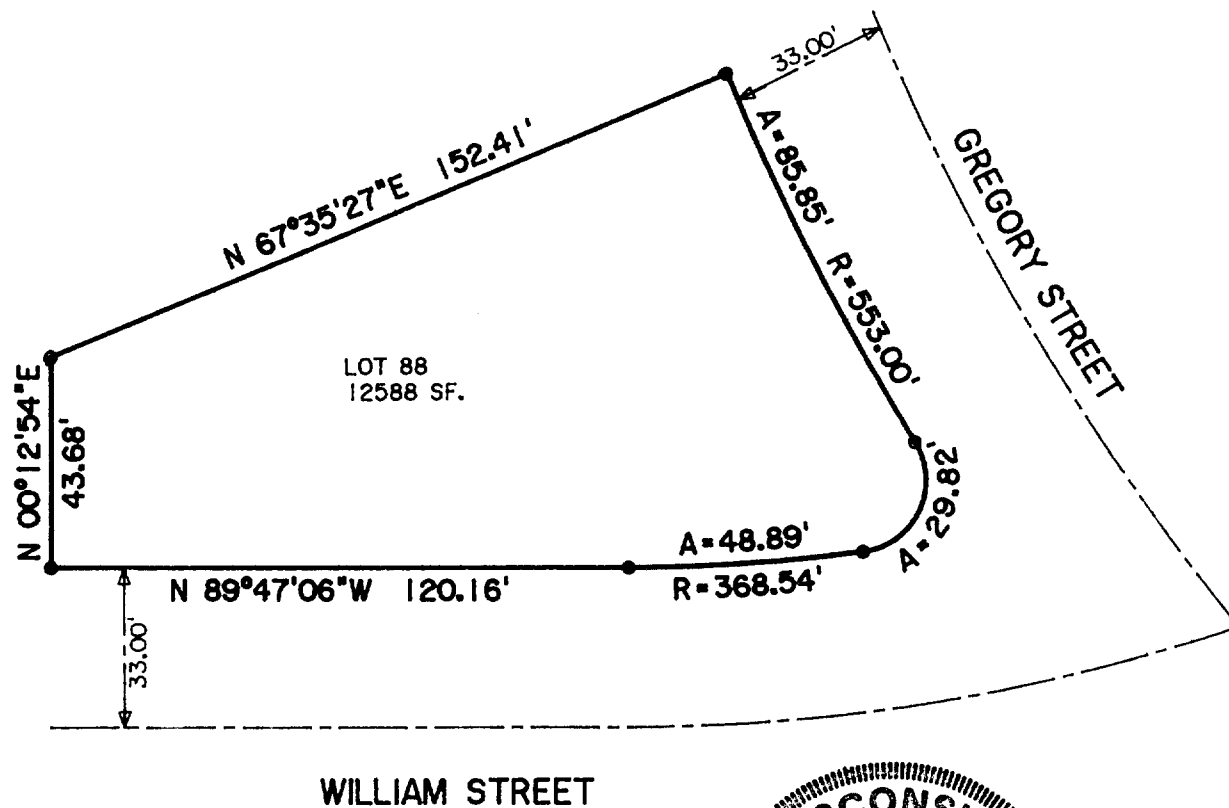 33.00'
N 67°35'27"E 152.41'
A=85.85' R=553.00'
GREGORY STREET
LOT 88
12588 SF.
N 00°12'54"E
43.68'
A=48.89'
R=368.54'
A=29.82'
N 89°47'06"W 120.16'
33.00'
WILLIAM STREET